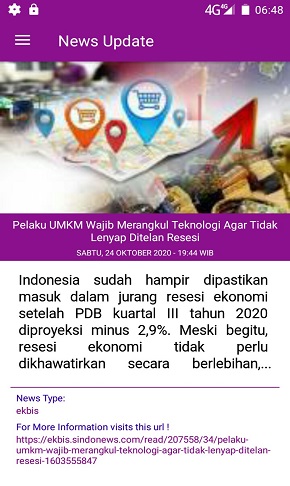 4G 4G 06:48
News Update
Pelaku UMKM Wajib Merangkul Teknologi Agar Tidak
Lenyap Ditelan Resesi
SABTU, 24 OKTOBER 2020 - 19:44 WIB
Indonesia sudah hampir dipastikan
masuk dalam jurang resesi ekonomi
setelah PDB kuartal III tahun 2020
diproyeksi minus 2,9%. Meski begitu,
resesi ekonomi tidak perlu
dikhawatirkan secara berlebihan,...
News Type:
ekbis
For More Information visits this url !
https://ekbis.sindonews.com/read/207558/34/pelaku-
umkm-wajib-merangkul-teknologi-agar-tidak-lenyap-ditelan-
resesi-1603555847